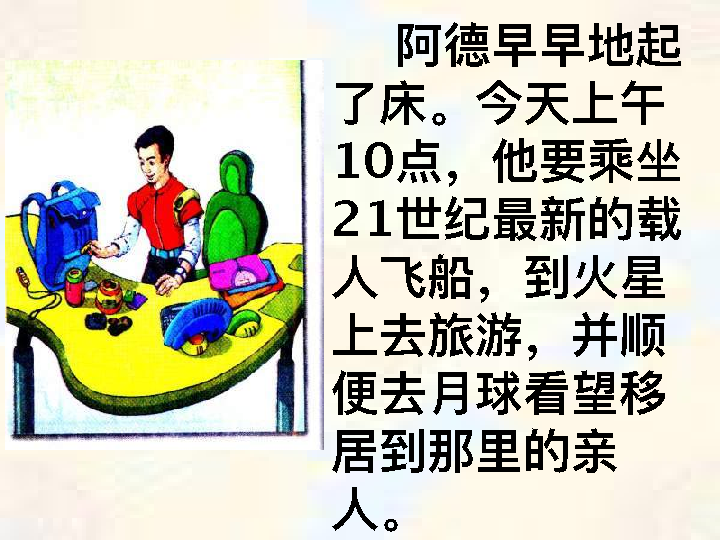 阿德早早地起
了床。今天上午
10点，他要乘坐
21世纪最新的载
人飞船，到火星
上去旅游，并顺
便去月球看望移
居到那里的亲
人。